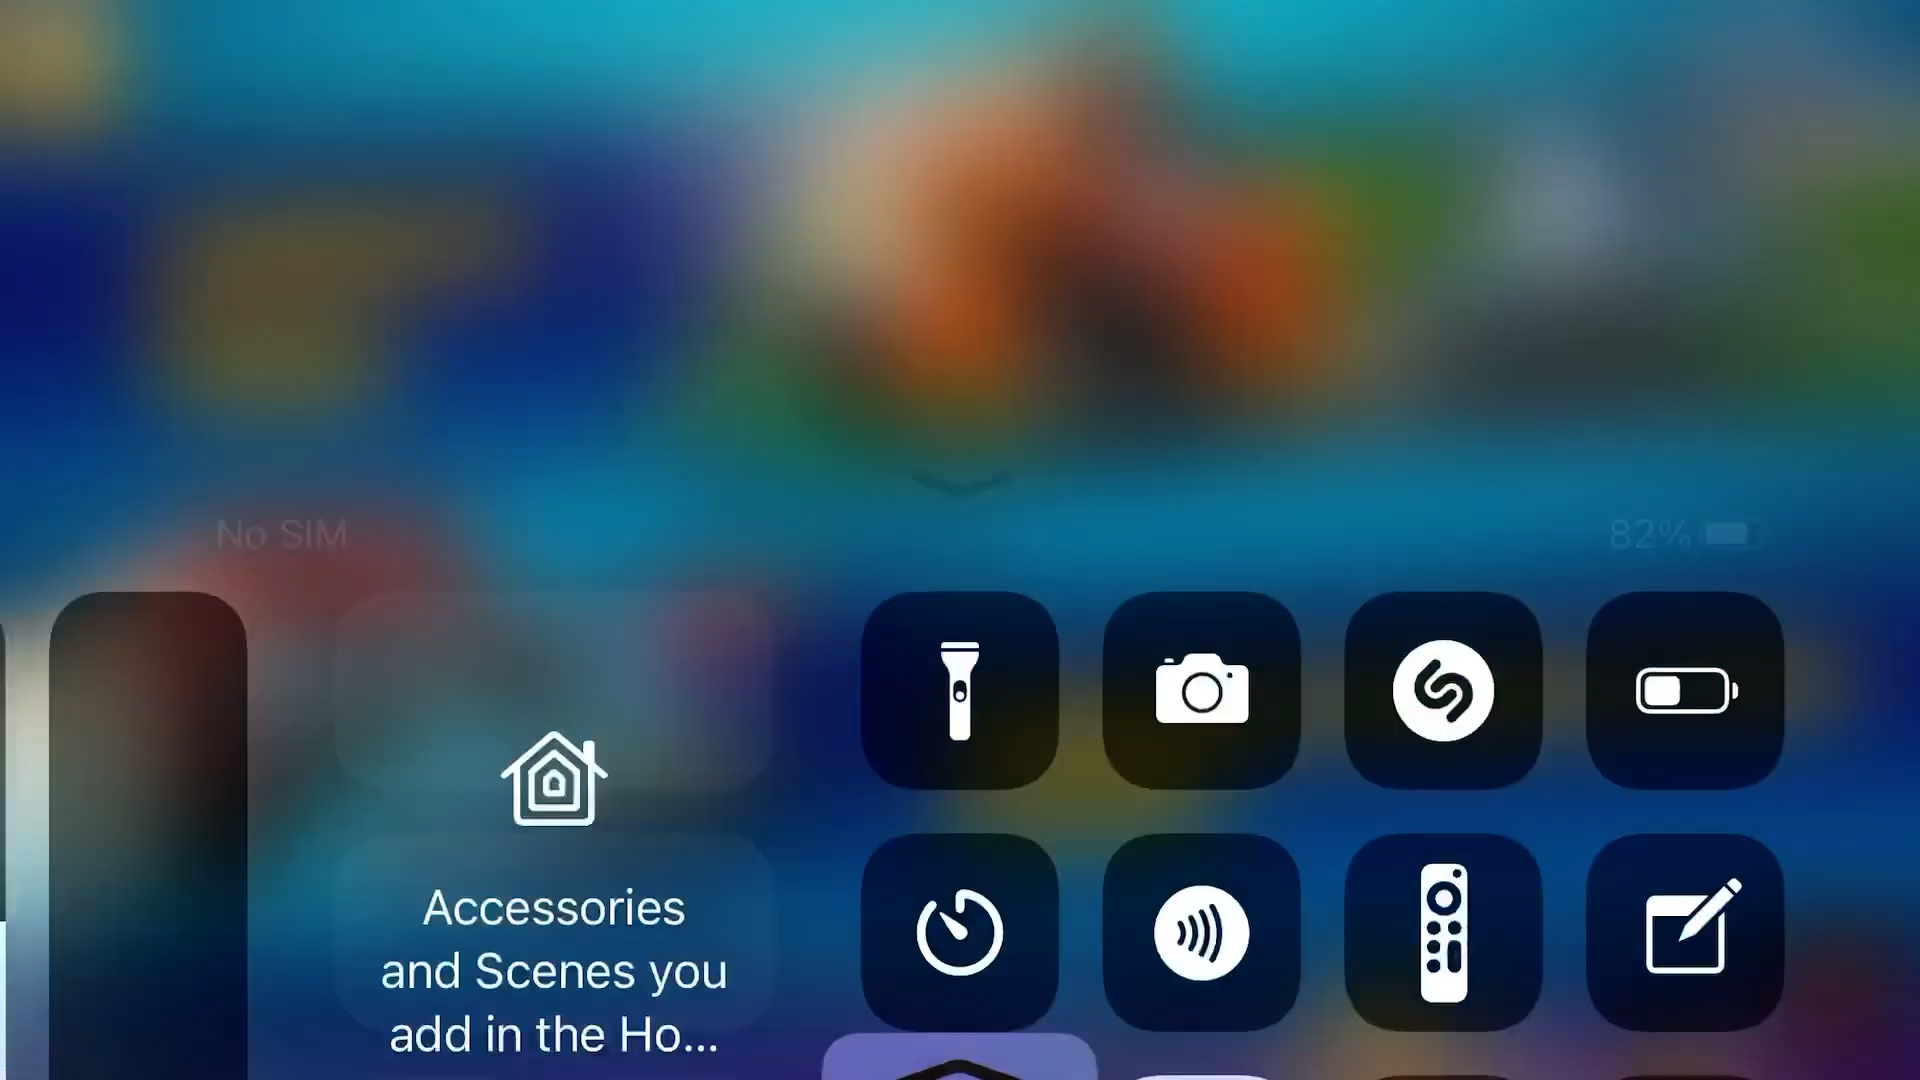 No SIM
82%
Accessories
and Scenes you
add in the Ho...